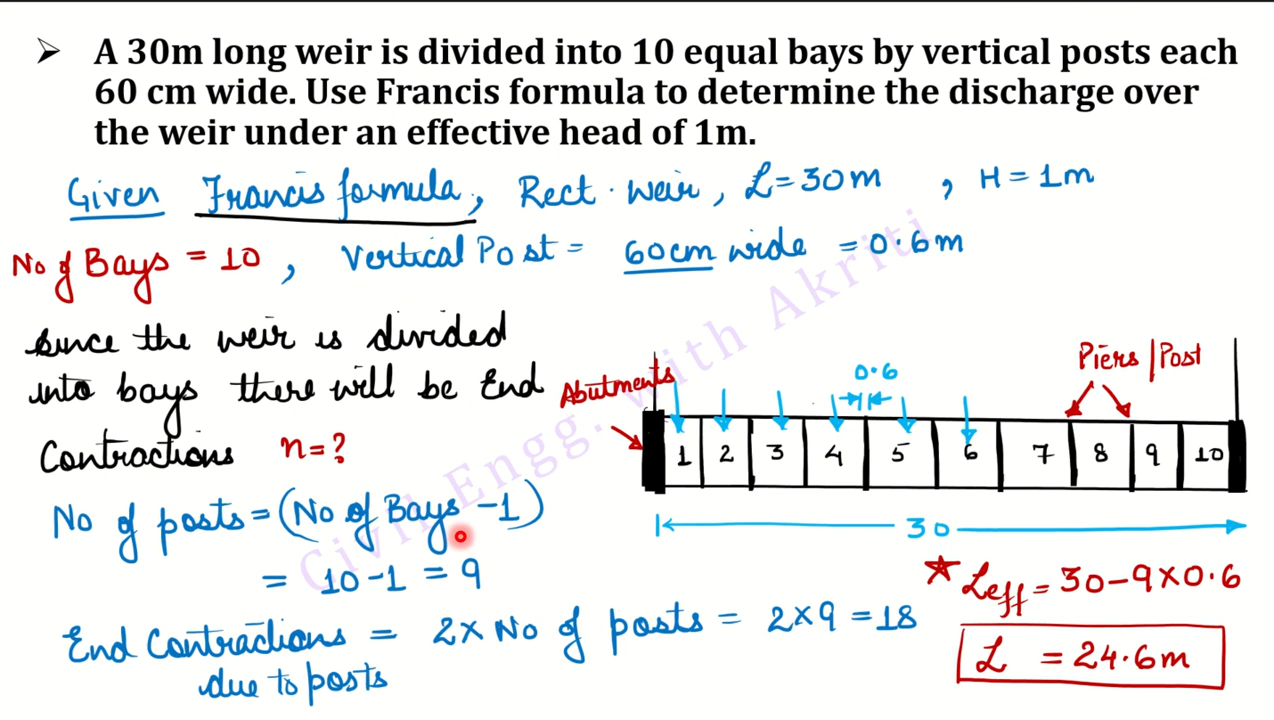 ➤ A 30m long weir is divided into 10 equal bays by vertical posts each
60 cm wide. Use Francis formula to determine the discharge over
the weir under an effective head of 1m.
Given Francis formula, Rect. weir, L = 30m , H = 1m
No of Bays = 10 , Vertical Post = 60cm wide = 0.6m
since the weir is divided
into bays there will be End
Contractions n = ?
No of posts = (No of Bays - 1)
= 10 - 1 = 9
End Contractions = 2 x No of posts = 2 x 9 = 18
due to posts
Abutments
0.6
Piers/Post
1 2 3 4 5 6 7 8 9 10
30
★ Leff = 30 - 9 x 0.6
L = 24.6m
Civil Engg. with Akriti